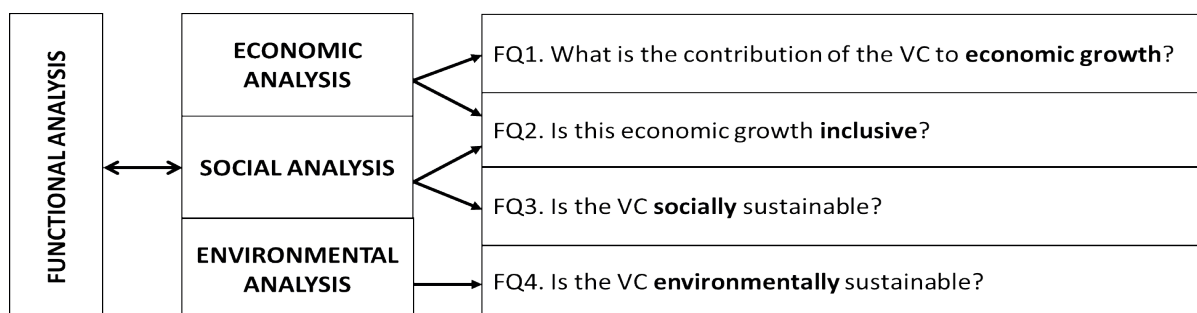 FUNCTIONAL ANALYSIS
ECONOMIC
ANALYSIS
SOCIAL ANALYSIS
ENVIRONMENTAL
ANALYSIS
FQ1. What is the contribution of the VC to economic growth?
FQ2. Is this economic growth inclusive?
FQ3. Is the VC socially sustainable?
FQ4. Is the VC environmentally sustainable?